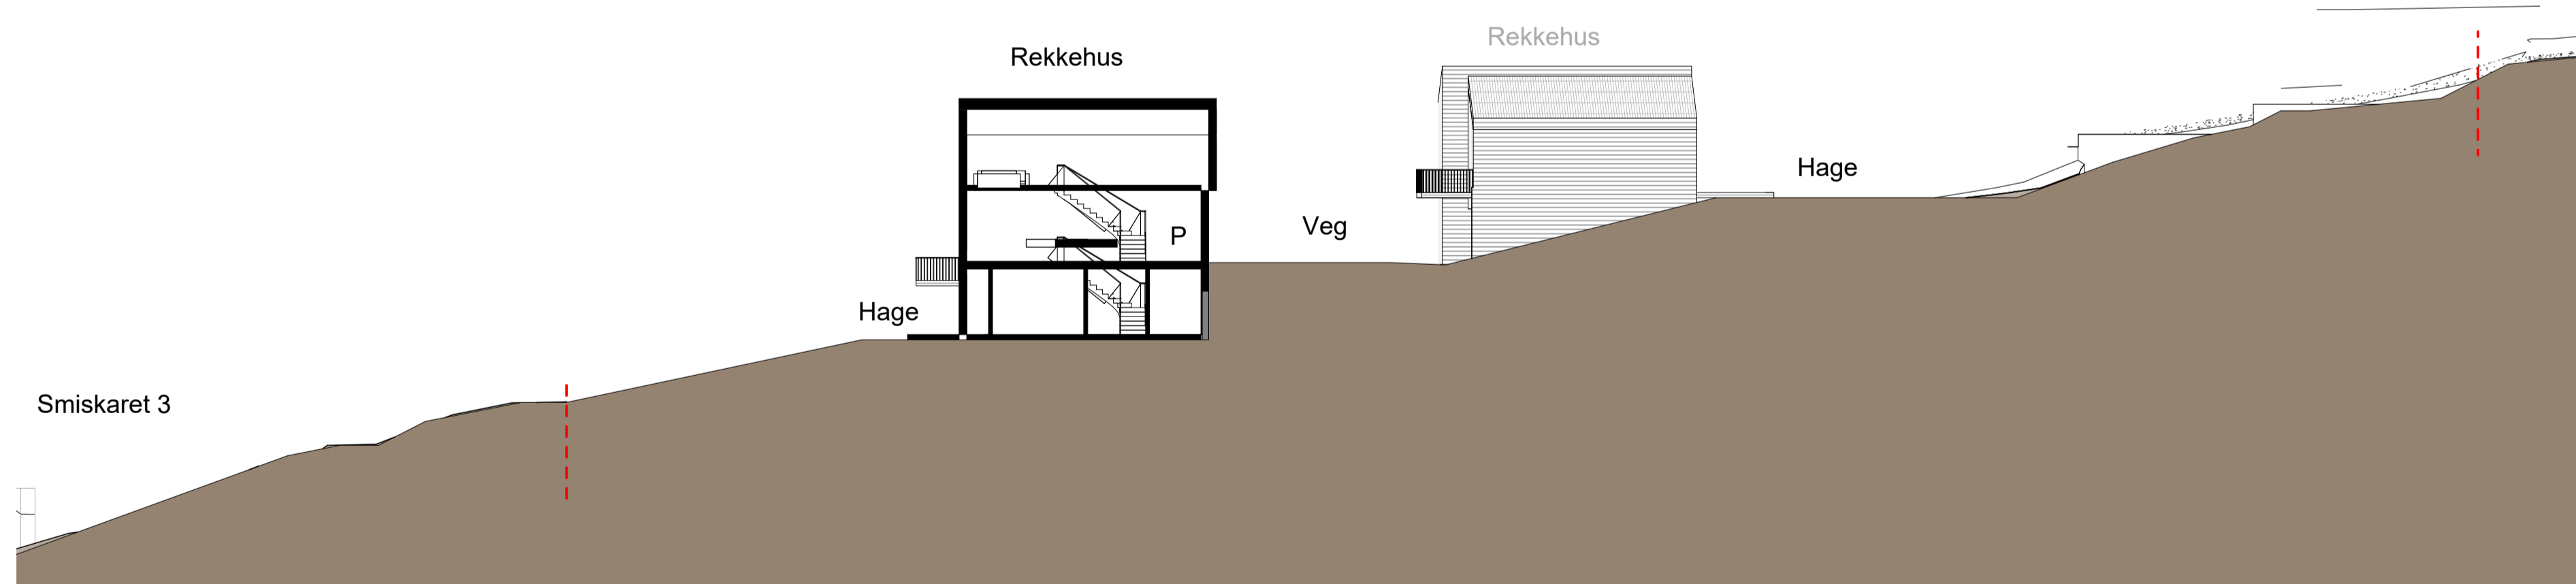 Rekkehus
Rekkehus
Hage
Veg
P
Hage
Smiskaret 3